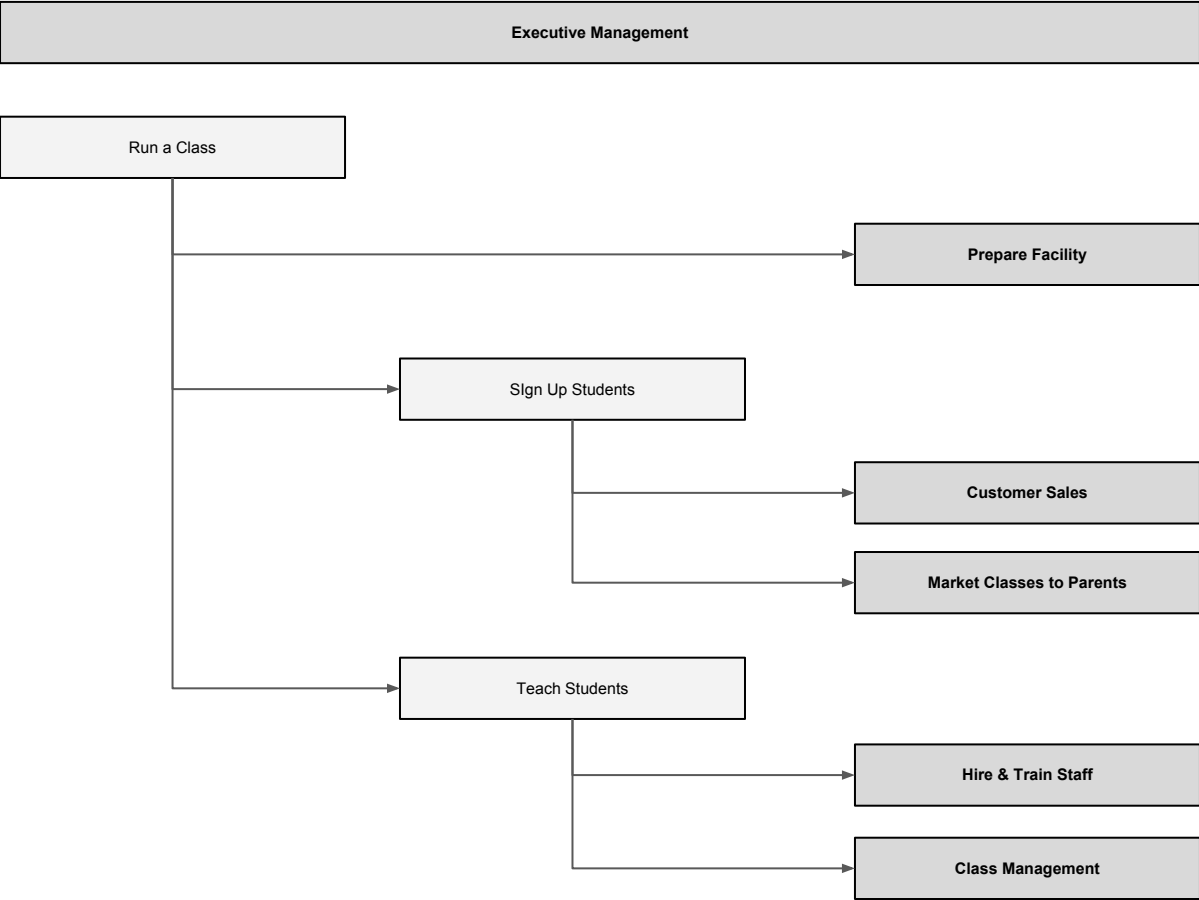 Executive Management
Run a Class
Prepare Facility
SIgn Up Students
Customer Sales
Market Classes to Parents
Teach Students
Hire & Train Staff
Class Management